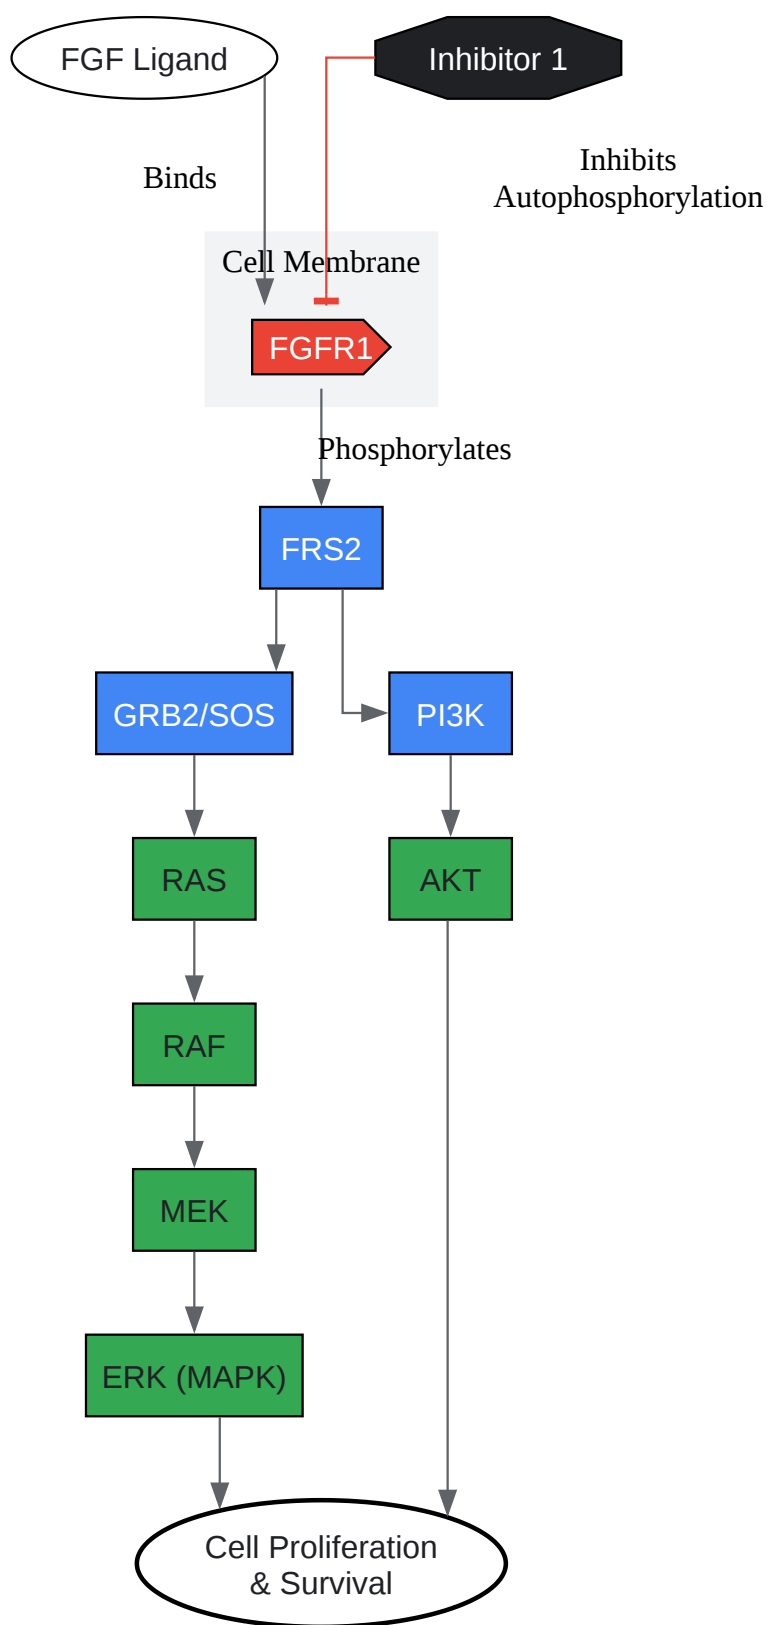 FGF Ligand
Inhibitor 1
Binds
Inhibits
Autophosphorylation
Cell Membrane
FGFR1
Phosphorylates
FRS2
GRB2/SOS
PI3K
RAS
AKT
RAF
MEK
ERK (MAPK)
Cell Proliferation
& Survival